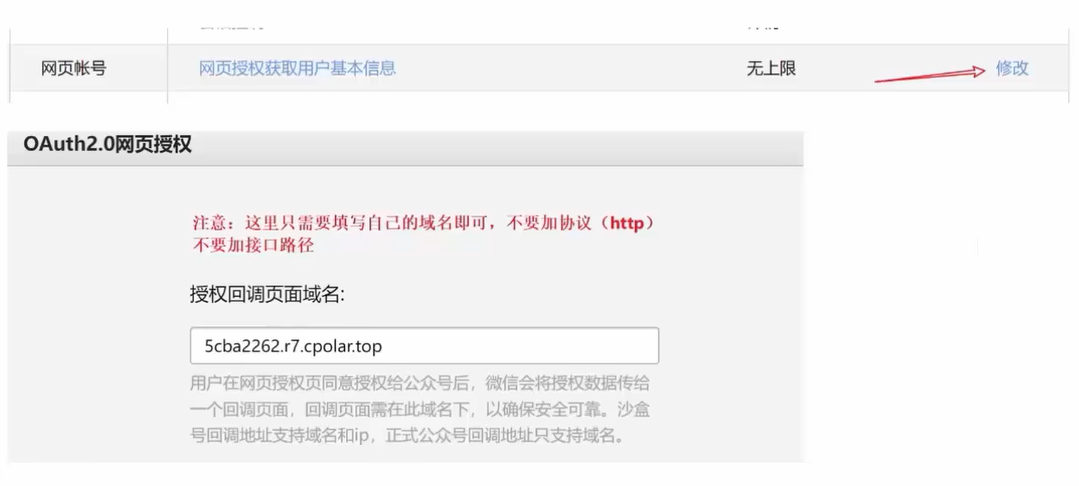 网页帐号 网页授权获取用户基本信息 无上限 修改
OAuth2.0网页授权
注意：这里只需要填写自己的域名即可，不要加协议（http）
不要加接口路径
授权回调页面域名:
5cba2262.r7.cpolar.top
用户在网页授权页同意授权给公众号后，微信会将授权数据传给
一个回调页面，回调页面需在此域名下，以确保安全可靠。沙盒
号回调地址支持域名和ip，正式公众号回调地址只支持域名。